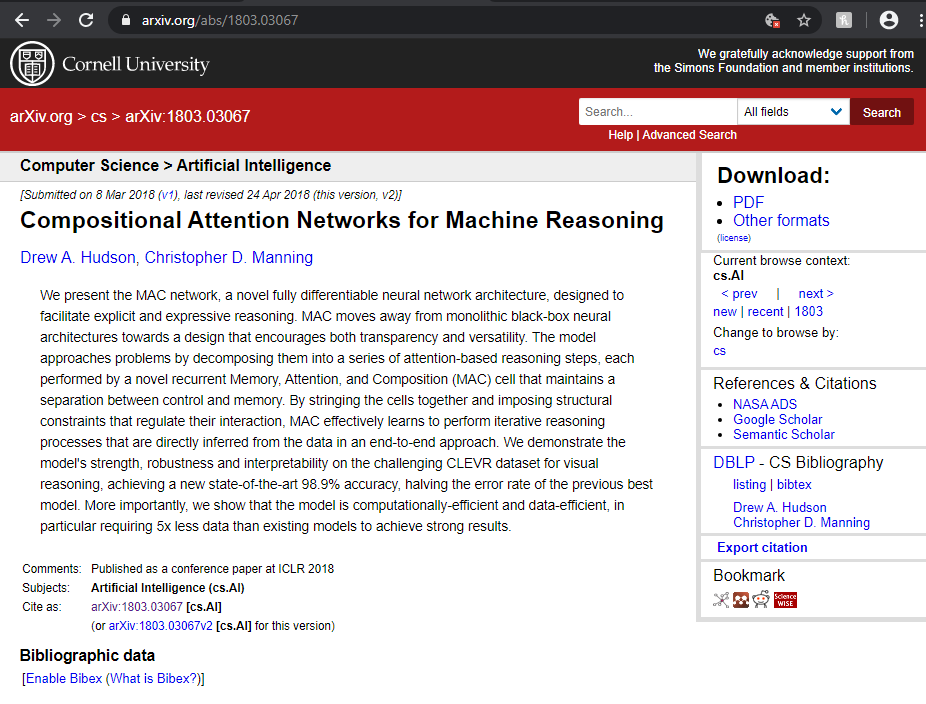 arxiv.org/abs/1803.03067
Cornell University
We gratefully acknowledge support from
the Simons Foundation and member institutions.
arXiv.org > cs > arXiv:1803.03067
Search...
All fields
Search
Help | Advanced Search
Computer Science > Artificial Intelligence
[Submitted on 8 Mar 2018 (v1), last revised 24 Apr 2018 (this version, v2)]
Compositional Attention Networks for Machine Reasoning
Drew A. Hudson, Christopher D. Manning
We present the MAC network, a novel fully differentiable neural network architecture, designed to
facilitate explicit and expressive reasoning. MAC moves away from monolithic black-box neural
architectures towards a design that encourages both transparency and versatility. The model
approaches problems by decomposing them into a series of attention-based reasoning steps, each
performed by a novel recurrent Memory, Attention, and Composition (MAC) cell that maintains a
separation between control and memory. By stringing the cells together and imposing structural
constraints that regulate their interaction, MAC effectively learns to perform iterative reasoning
processes that are directly inferred from the data in an end-to-end approach. We demonstrate the
model's strength, robustness and interpretability on the challenging CLEVR dataset for visual
reasoning, achieving a new state-of-the-art 98.9% accuracy, halving the error rate of the previous best
model. More importantly, we show that the model is computationally-efficient and data-efficient, in
particular requiring 5x less data than existing models to achieve strong results.
Comments: Published as a conference paper at ICLR 2018
Subjects: Artificial Intelligence (cs.AI)
Cite as: arXiv:1803.03067 [cs.AI]
(or arXiv:1803.03067v2 [cs.AI] for this version)
Bibliographic data
[Enable Bibex (What is Bibex?)]
Download:
PDF
Other formats
(license)
Current browse context:
cs.AI
< prev | next >
new | recent | 1803
Change to browse by:
cs
References & Citations
NASA ADS
Google Scholar
Semantic Scholar
DBLP - CS Bibliography
listing | bibtex
Drew A. Hudson
Christopher D. Manning
Export citation
Bookmark
Science
WISE